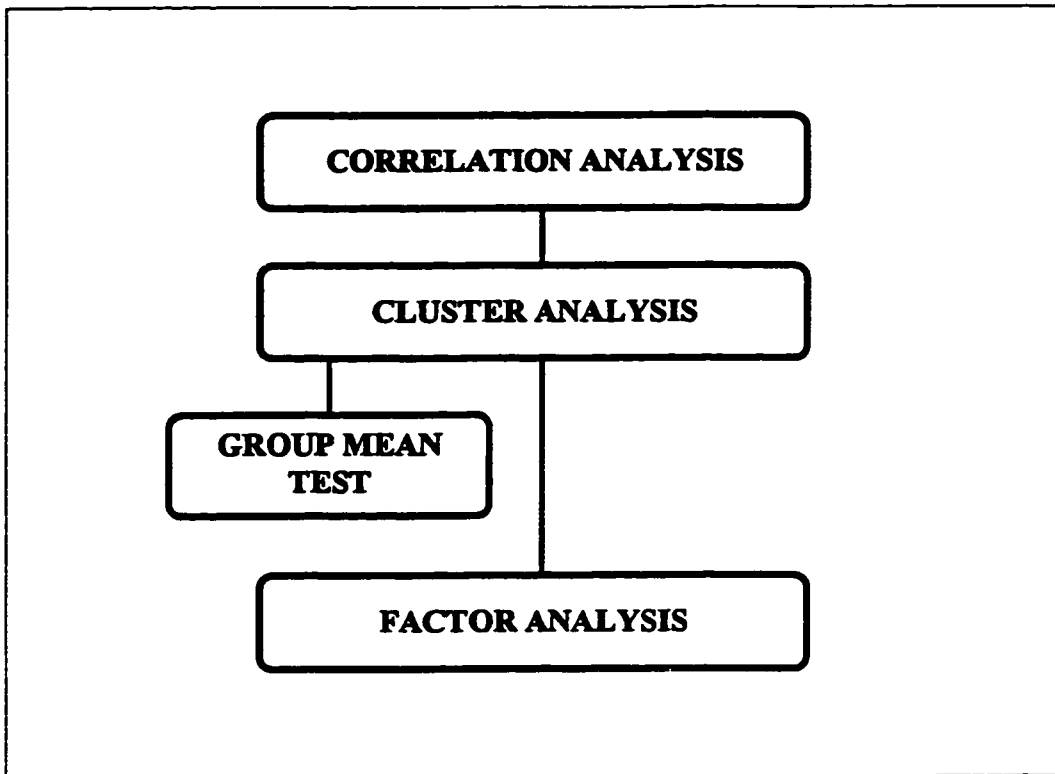 CORRELATION ANALYSIS
CLUSTER ANALYSIS
GROUP MEAN
TEST
FACTOR ANALYSIS